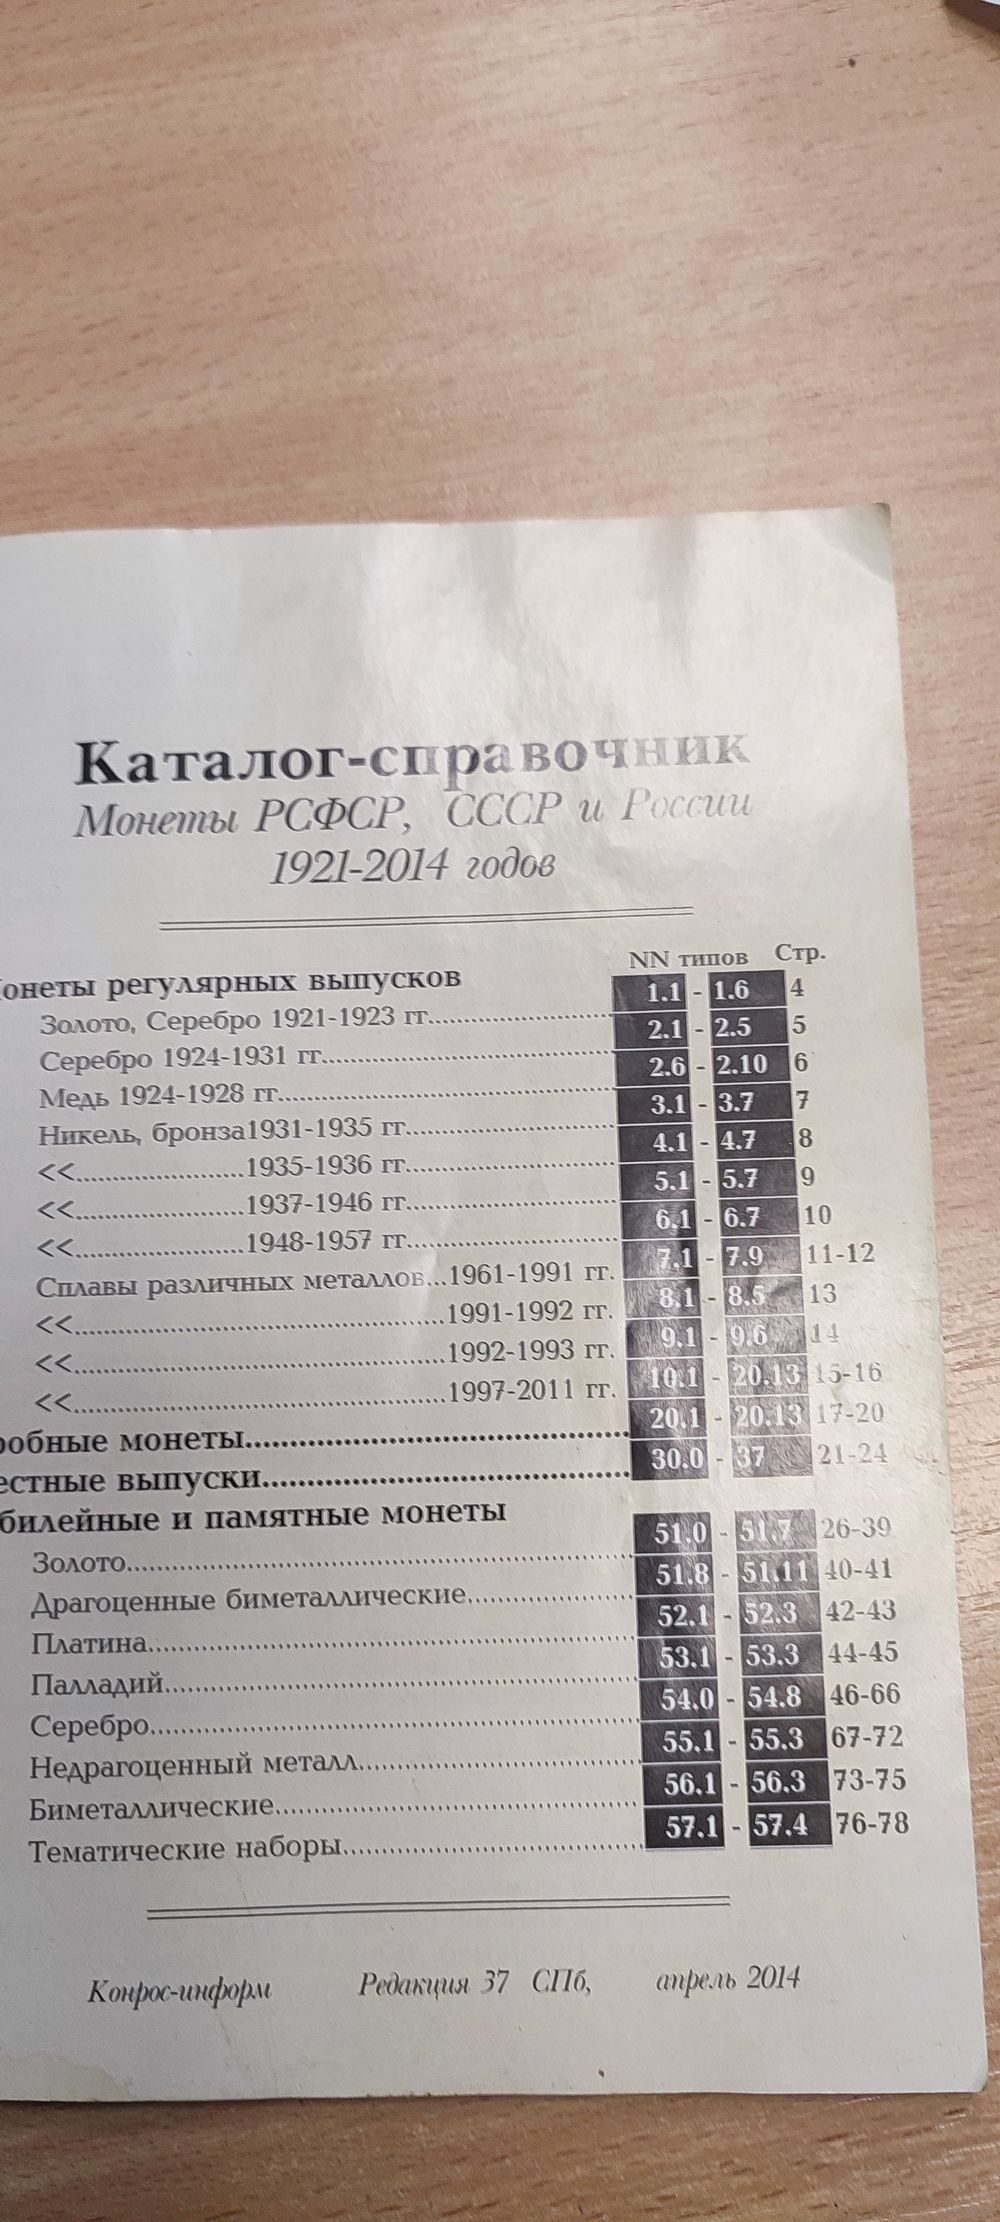 Каталог-справочник
Монеты РСФСР, СССР и России
1921-2014 годов
NN типов Стр.
онеты регулярных выпусков
Золото, Серебро 1921-1923 гг. 1.1 - 1.6 4
Серебро 1924-1931 гг. 2.1 - 2.5 5
Медь 1924-1928 гг. 2.6 - 2.10 6
Никель, бронза1931-1935 гг. 3.1 - 3.7 7
<<......................1935-1936 гг. 4.1 - 4.7 8
<<......................1937-1946 гг. 5.1 - 5.7 9
<<......................1948-1957 гг. 6.1 - 6.7 10
Сплавы различных металлов...1961-1991 гг. 7.1 - 7.9 11-12
<<......................1991-1992 гг. 8.1 - 8.5 13
<<......................1992-1993 гг. 9.1 - 9.6 14
<<......................1997-2011 гг. 10.1 - 20.13 15-16
робные монеты 20.1 - 20.13 17-20
естные выпуски 30.0 - 37 21-24
билейные и памятные монеты
Золото 51.0 - 51.7 26-39
Драгоценные биметаллические 51.8 - 51.11 40-41
Платина 52.1 - 52.3 42-43
Палладий 53.1 - 53.3 44-45
Серебро 54.0 - 54.8 46-66
Недрагоценный металл 55.1 - 55.3 67-72
Биметаллические 56.1 - 56.3 73-75
Тематические наборы 57.1 - 57.4 76-78
Конрос-информ Редакция 37 СПб, апрель 2014